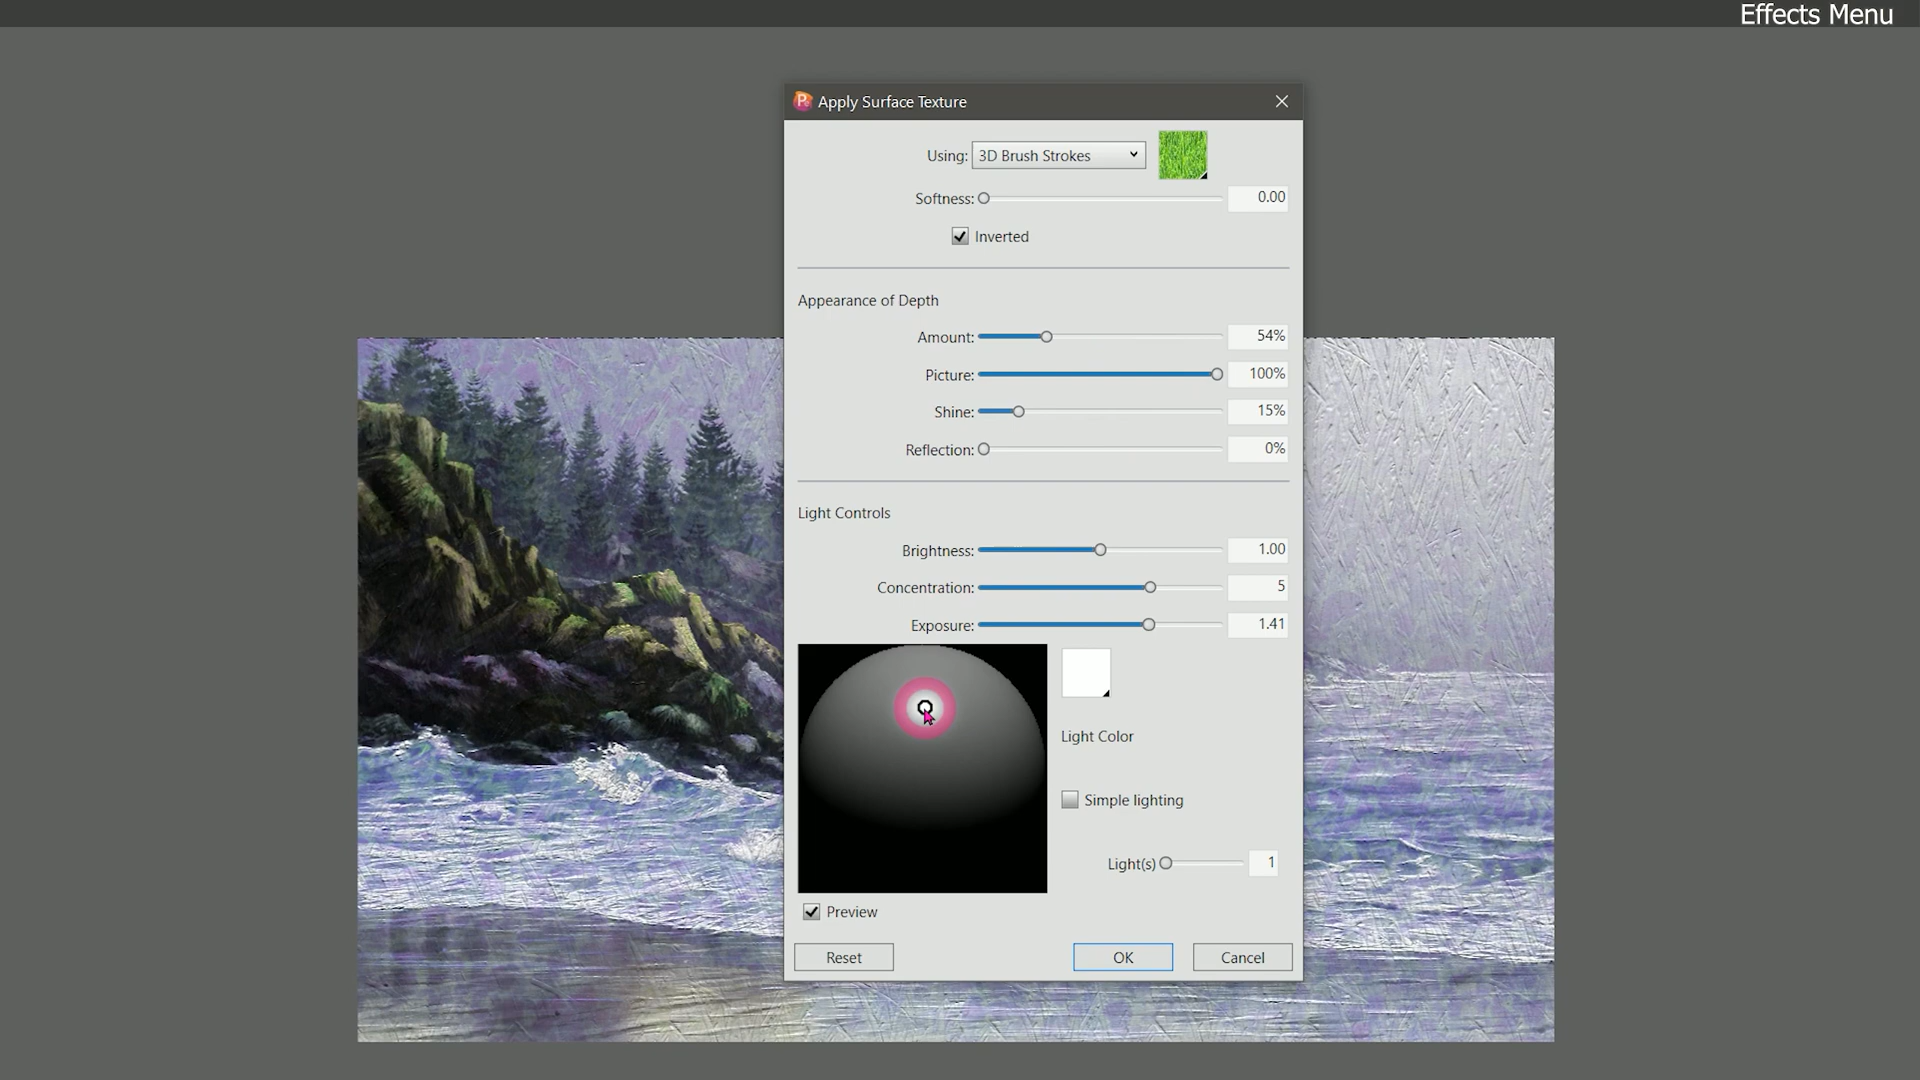 Effects Menu
Apply Surface Texture
Using: 3D Brush Strokes
Softness: 0.00
Inverted
Appearance of Depth
Amount: 54%
Picture: 100%
Shine: 15%
Reflection: 0%
Light Controls
Brightness: 1.00
Concentration: 5
Exposure: 1.41
Light Color
Simple lighting
Light(s) 1
Preview
Reset OK Cancel